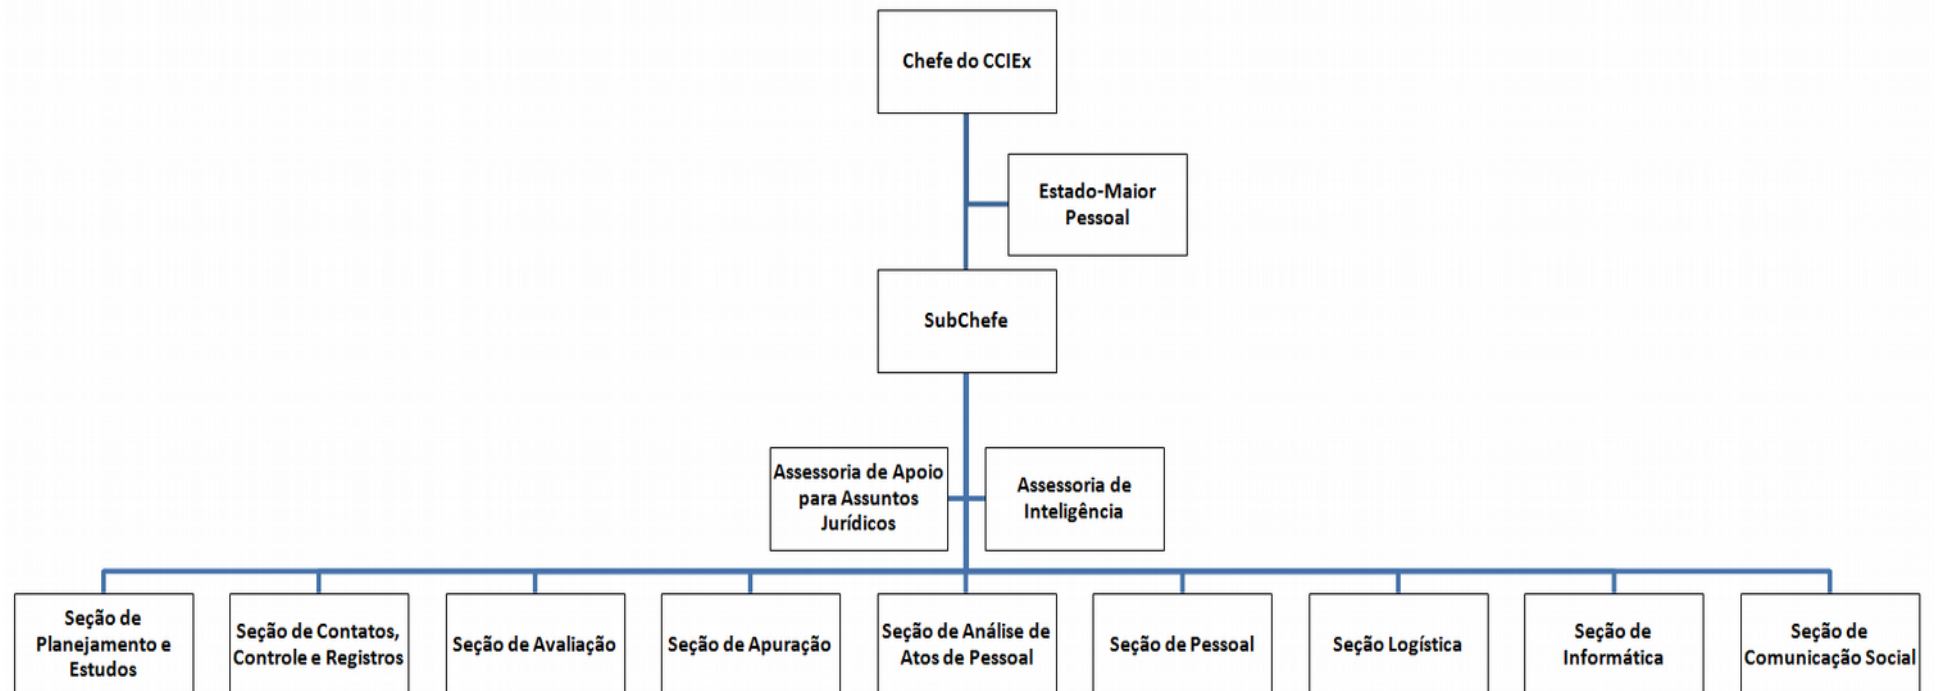 Chefe do CCIEx
Estado-Maior
Pessoal
SubChefe
Assessoria de Apoio
para Assuntos
Jurídicos
Assessoria de
Inteligência
Seção de
Planejamento e
Estudos
Seção de Contatos,
Controle e Registros
Seção de Avaliação
Seção de Apuração
Seção de Análise de
Atos de Pessoal
Seção de Pessoal
Seção Logística
Seção de
Informática
Seção de
Comunicação Social